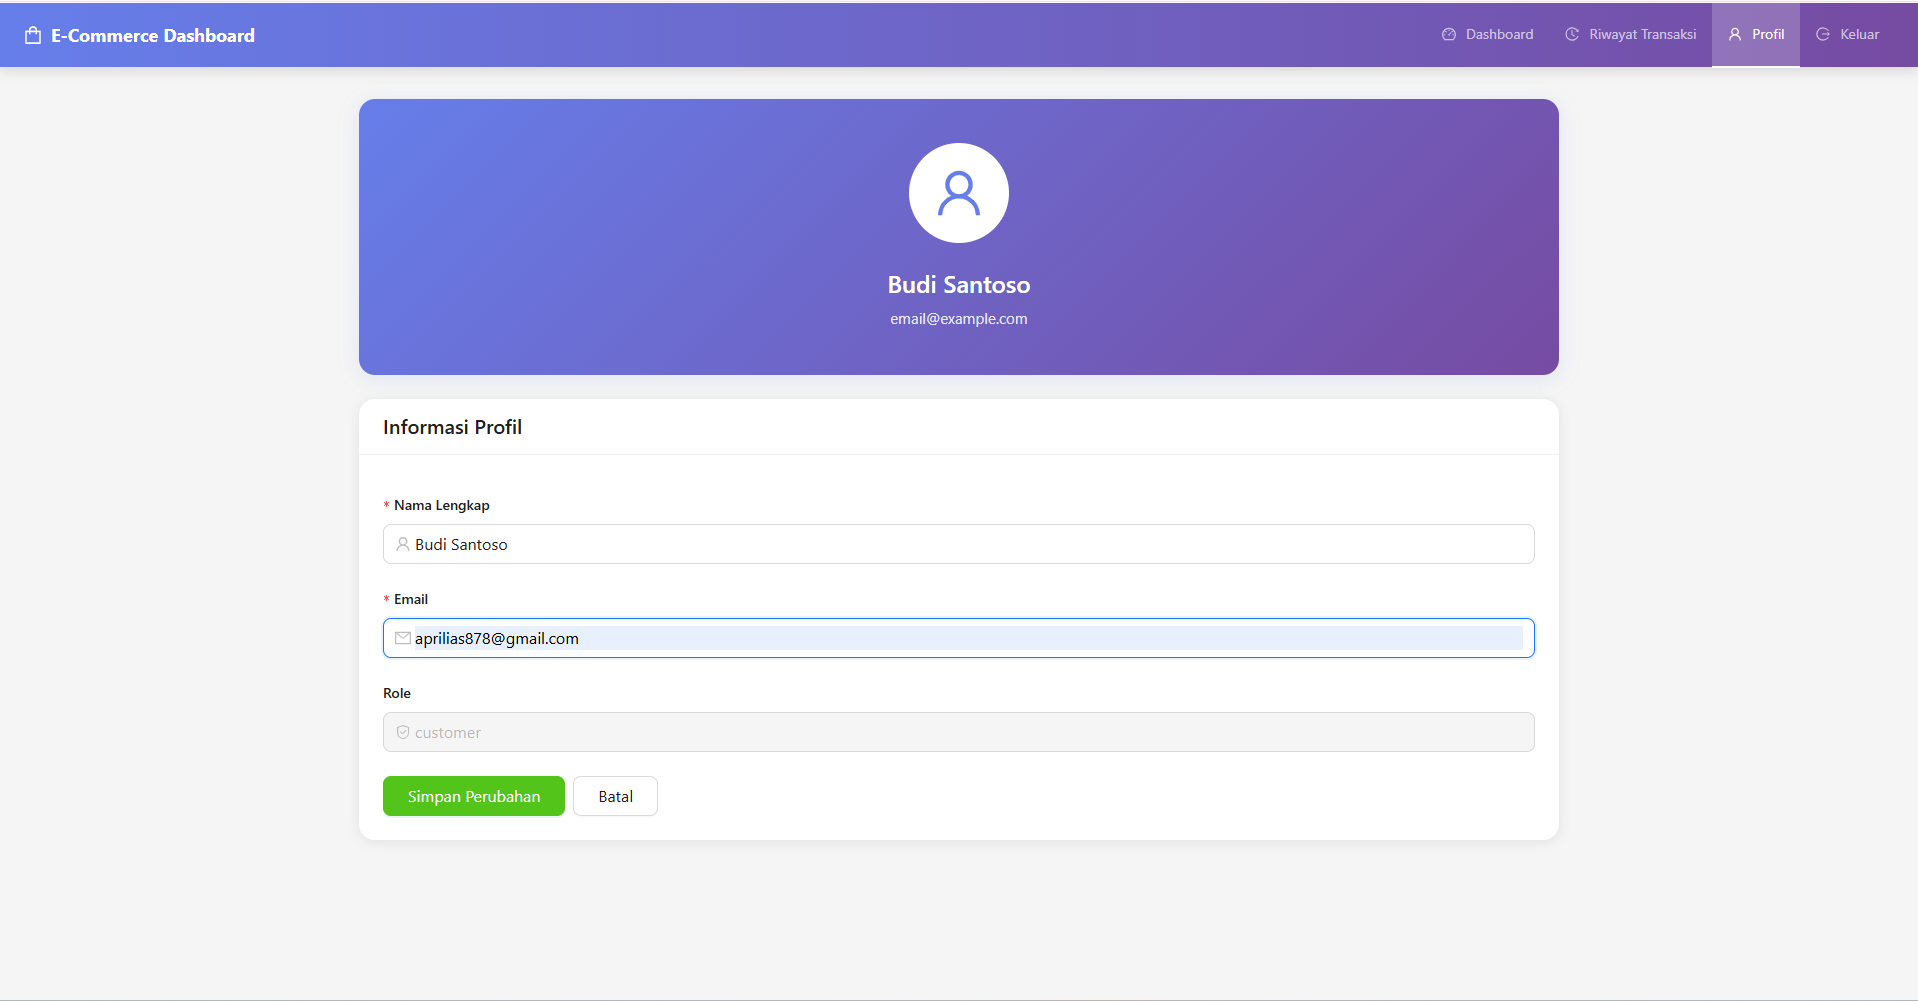 E-Commerce Dashboard
Dashboard
Riwayat Transaksi
Profil
Keluar
Budi Santoso
email@example.com
Informasi Profil
* Nama Lengkap
Budi Santoso
* Email
aprilias878@gmail.com
Role
customer
Simpan Perubahan
Batal